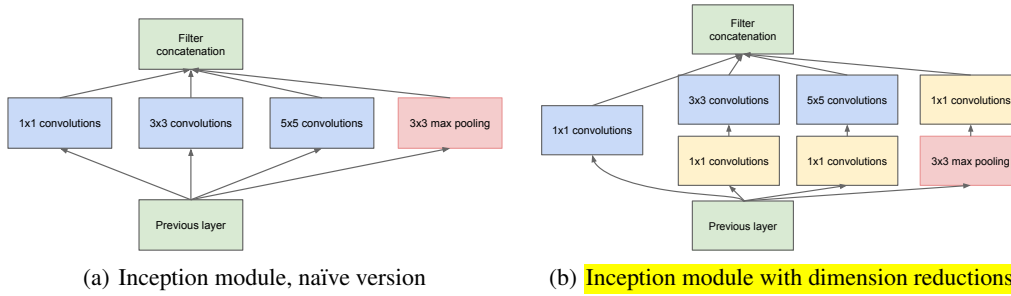 Filter
concatenation
1x1 convolutions
3x3 convolutions
5x5 convolutions
3x3 max pooling
Previous layer
(a) Inception module, naïve version
Filter
concatenation
3x3 convolutions
5x5 convolutions
1x1 convolutions
1x1 convolutions
1x1 convolutions
1x1 convolutions
3x3 max pooling
Previous layer
(b) Inception module with dimension reductions